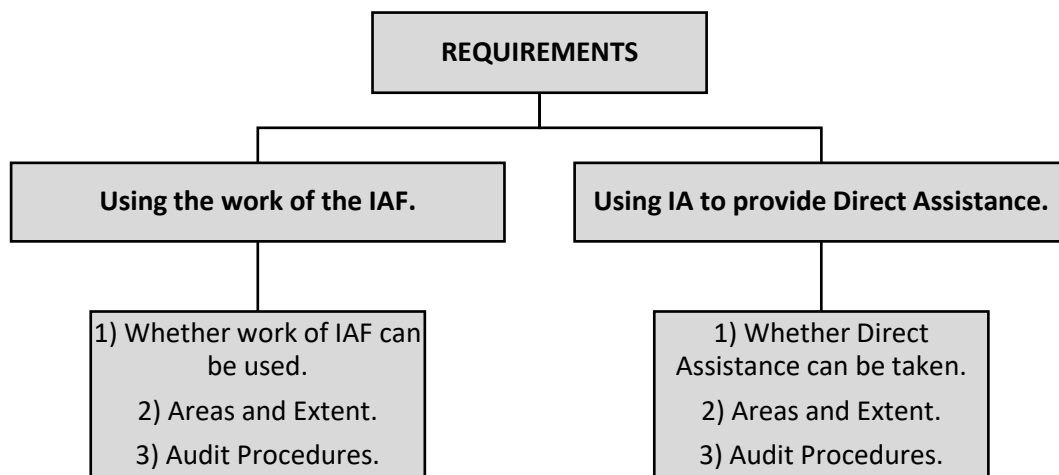 REQUIREMENTS
Using the work of the IAF.
Using IA to provide Direct Assistance.
1) Whether work of IAF can
be used.
2) Areas and Extent.
3) Audit Procedures.
1) Whether Direct
Assistance can be taken.
2) Areas and Extent.
3) Audit Procedures.